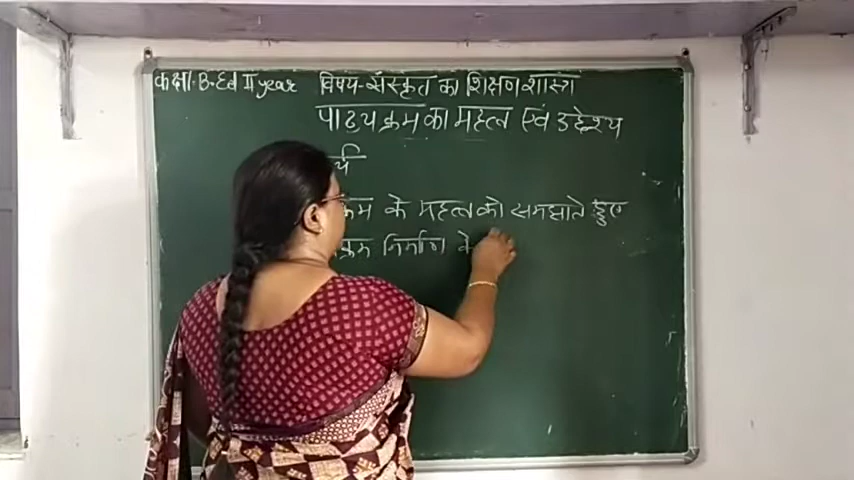 कक्षा- B.Ed II year विषय-संस्कृत का शिक्षणशास्त्र
पाठ्यक्रम का महत्व एवं उद्देश्य
क्रम के महत्व को समझाते हुए
क्रम निर्माण के